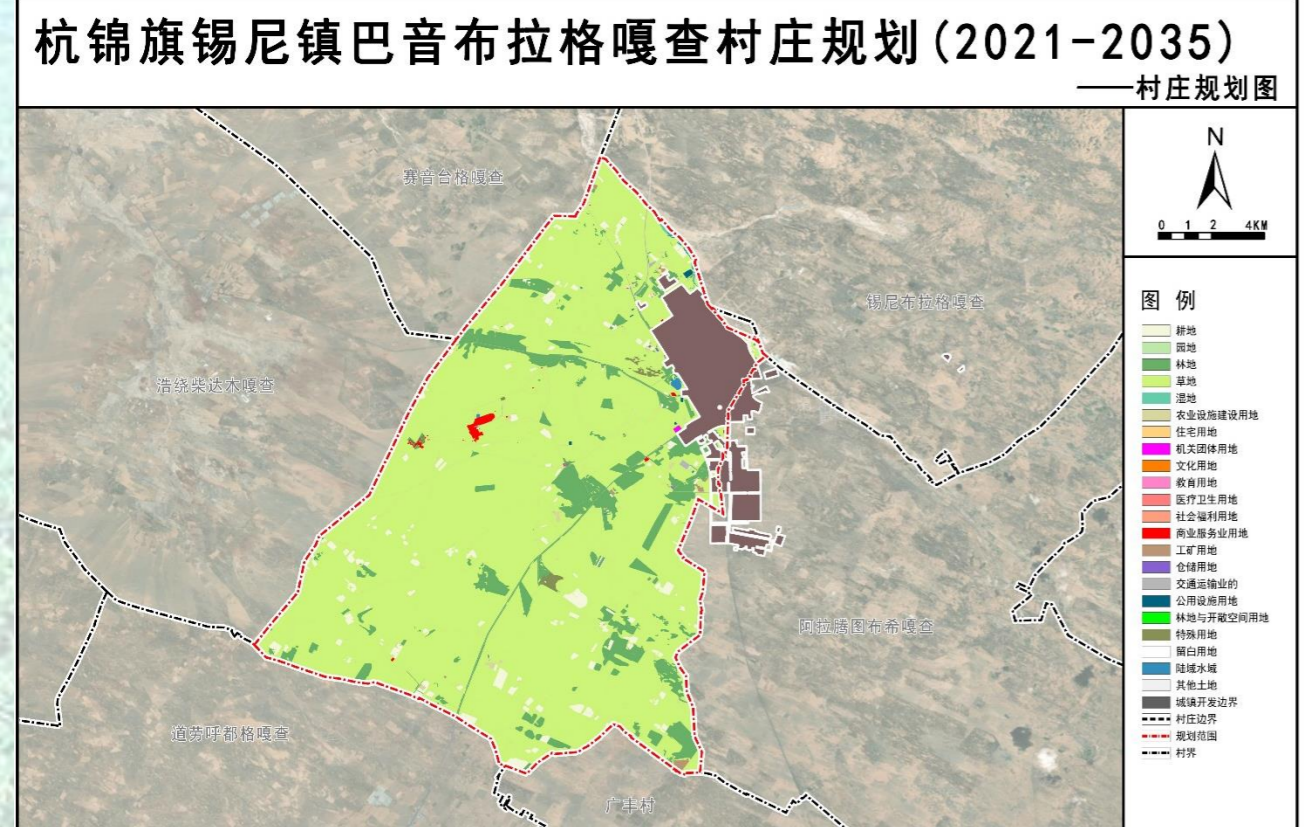 杭锦旗锡尼镇巴音布拉格嘎查村庄规划(2021-2035)
——村庄规划图
N
0 1 2 4KM
赛音台格嘎查
锡尼布拉格嘎查
浩绕柴达木嘎查
阿拉腾图布希嘎查
道劳呼都格嘎查
广丰村
图 例
耕地
园地
林地
草地
湿地
农业设施建设用地
住宅用地
机关团体用地
文化用地
教育用地
医疗卫生用地
社会福利用地
商业服务业用地
工矿用地
仓储用地
交通运输业的
公用设施用地
林地与开敞空间用地
特殊用地
留白用地
陆域水域
其他土地
城镇开发边界
村庄边界
规划范围
村界